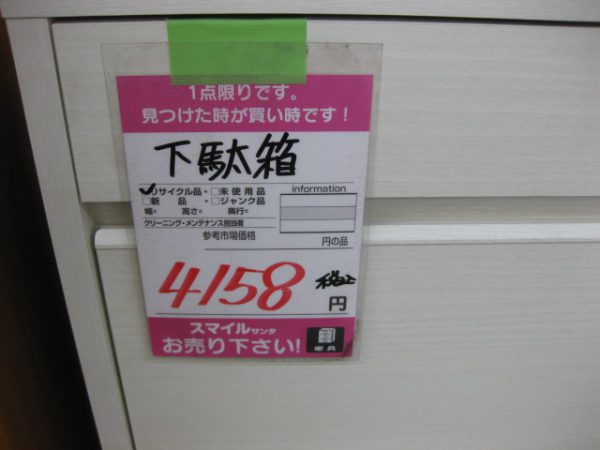 1点限りです。
見つけた時が買い時です！
下駄箱
リサイクル品・□未使用品
□新品・□ジャンク品
幅= 高さ= 奥行=
クリーニング・メンテナンス担当者
information
参考市場価格
円の品
4158 税込
円
スマイルサンタ
お売り下さい!
家具